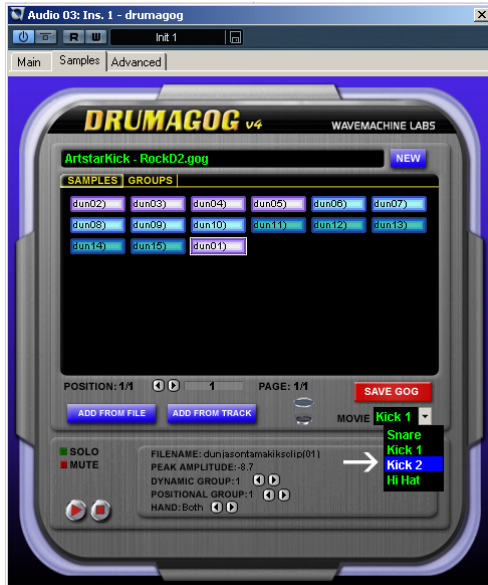 Audio 03: Ins. 1 - drumagog
R W Init 1
Main Samples Advanced
DRUMAGOG v4 WAVEMACHINE LABS
ArtstarKick - RockD2.gog NEW
SAMPLES GROUPS
dun02) dun03) dun04) dun05) dun06) dun07)
dun08) dun09) dun10) dun11) dun12) dun13)
dun14) dun15) dun01)
POSITION: 1/1 1 PAGE: 1/1
SAVE GOG
ADD FROM FILE ADD FROM TRACK
MOVIE Kick 1
Snare
Kick 1
Kick 2
Hi Hat
SOLO
MUTE
FILENAME: dunjasontamakikslip(01)
PEAK AMPLITUDE:-8.7
DYNAMIC GROUP:1
POSITIONAL GROUP:1
HAND: Both